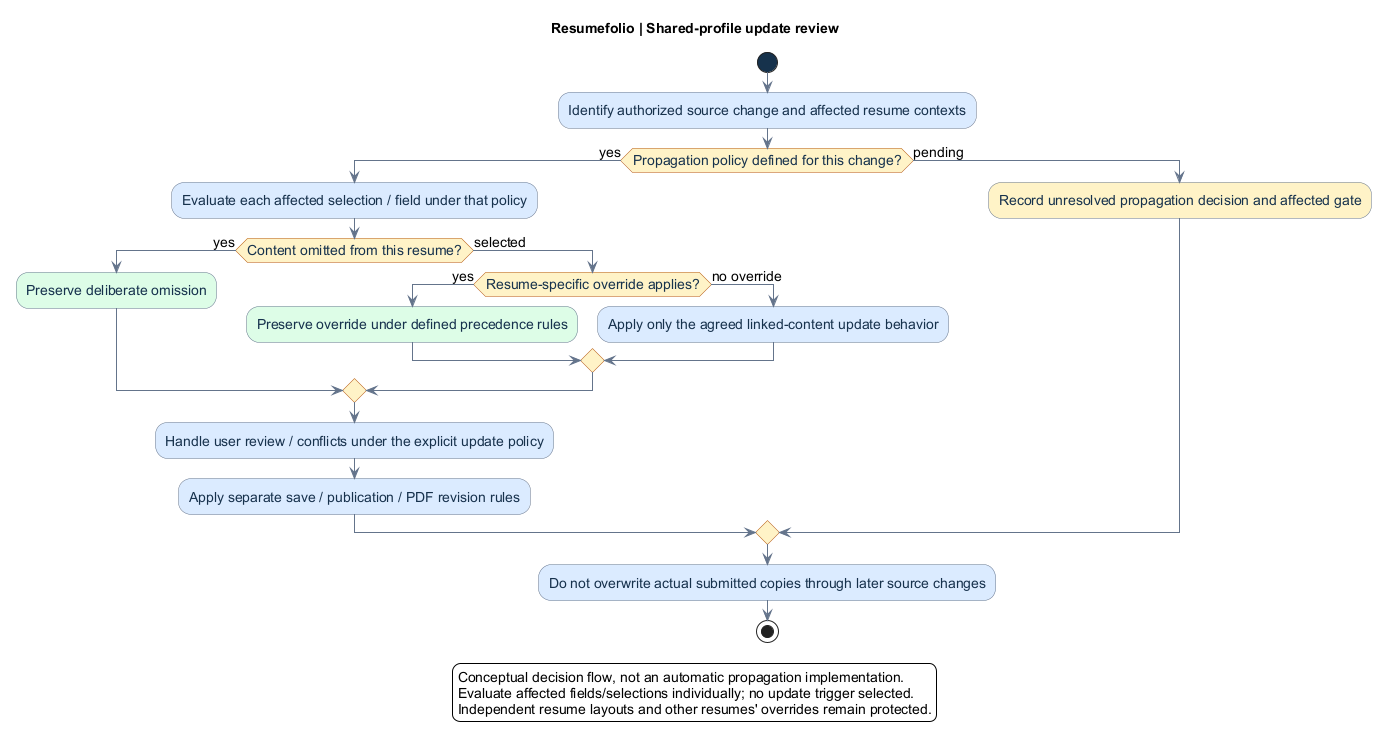 Resumefolio | Shared-profile update review
Identify authorized source change and affected resume contexts
yes
Propagation policy defined for this change?
pending
Evaluate each affected selection / field under that policy
Record unresolved propagation decision and affected gate
yes
Content omitted from this resume?
selected
Preserve deliberate omission
yes
Resume-specific override applies?
no override
Preserve override under defined precedence rules
Apply only the agreed linked-content update behavior
Handle user review / conflicts under the explicit update policy
Apply separate save / publication / PDF revision rules
Do not overwrite actual submitted copies through later source changes
Conceptual decision flow, not an automatic propagation implementation.
Evaluate affected fields/selections individually; no update trigger selected.
Independent resume layouts and other resumes' overrides remain protected.